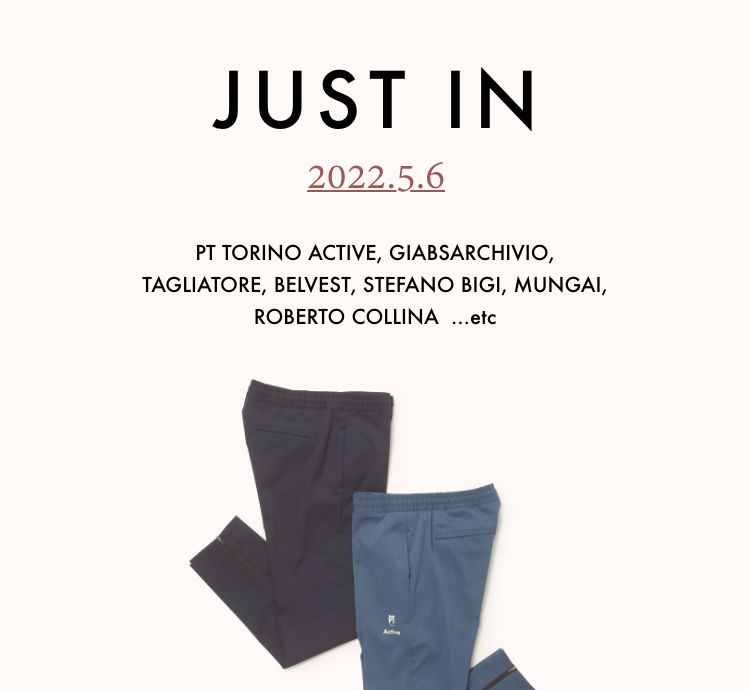 JUST IN
2022.5.6
PT TORINO ACTIVE, GIABSARCHIVIO,
TAGLIATORE, BELVEST, STEFANO BIGI, MUNGAI,
ROBERTO COLLINA ...etc
PT
Active